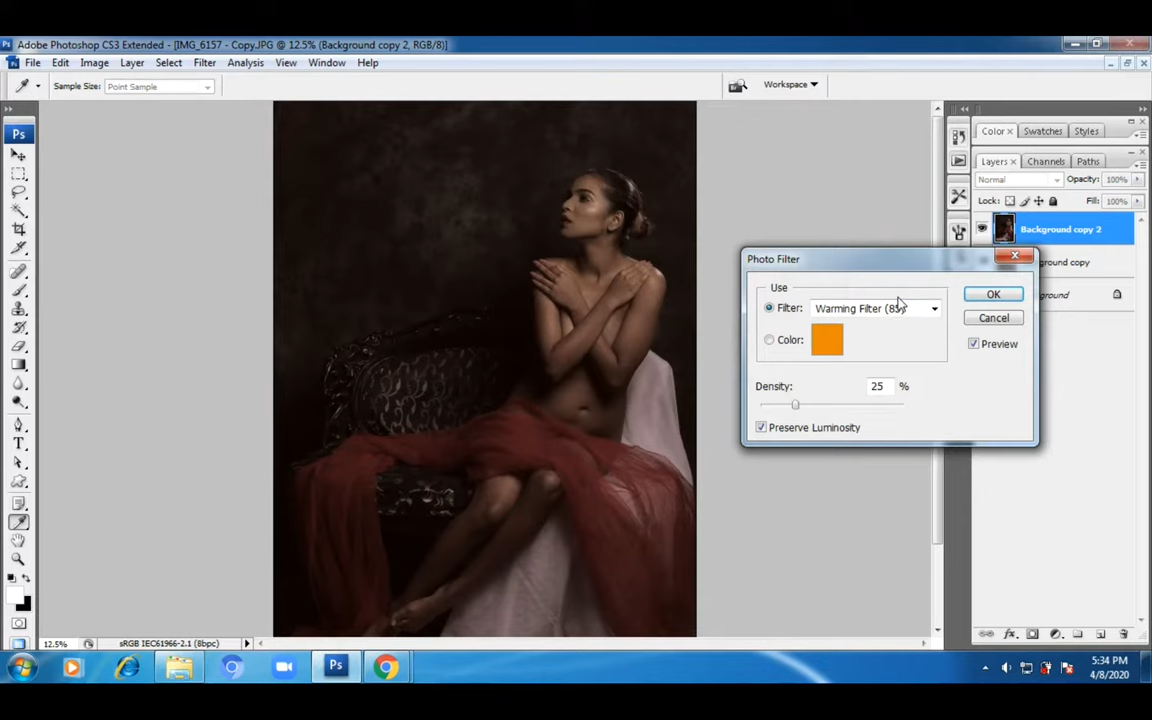 Adobe Photoshop CS3 Extended - [IMG_6157 - Copy.JPG @ 12.5% (Background copy 2, RGB/8)]
File Edit Image Layer Select Filter Analysis View Window Help
Sample Size: Point Sample Workspace
Ps
Color Swatches Styles
Layers Channels Paths
Normal Opacity: 100%
Lock: Fill: 100%
Background copy 2
Photo Filter
Use
Filter: Warming Filter (85)
Color:
OK
Cancel
Preview
Density: 25 %
Preserve Luminosity
12.5% sRGB IEC61966-2.1 (8bpc)
Ps
5:34 PM
4/8/2020